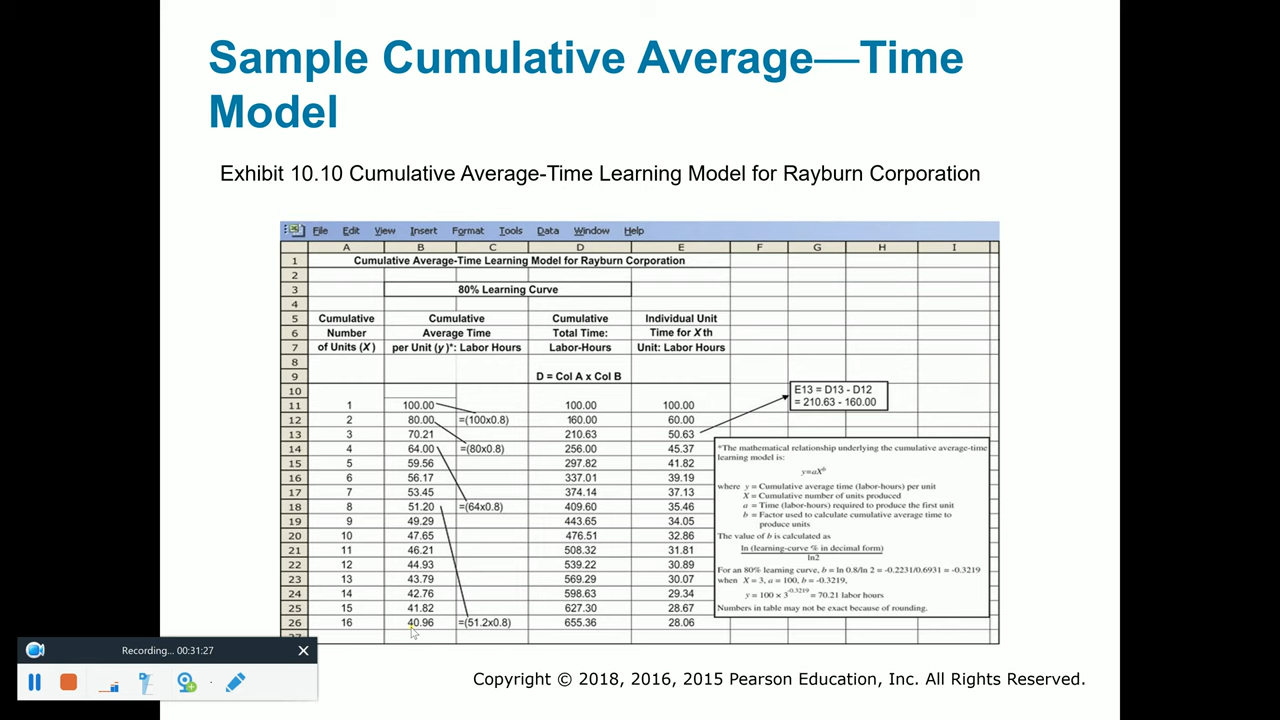 Sample Cumulative Average—Time
Model
Exhibit 10.10 Cumulative Average-Time Learning Model for Rayburn Corporation
File Edit View Insert Format Tools Data Window Help
A B C D E F G H I
1 Cumulative Average-Time Learning Model for Rayburn Corporation
2
3 80% Learning Curve
4
5 Cumulative Cumulative Cumulative Individual Unit
6 Number Average Time Total Time: Time for X th
7 of Units (X) per Unit (y)*: Labor Hours Labor-Hours Unit: Labor Hours
8
9 D = Col A x Col B
10
11 1 100.00 100.00 100.00
12 2 80.00 =(100x0.8) 160.00 60.00
13 3 70.21 210.63 50.63
14 4 64.00 =(80x0.8) 256.00 45.37
15 5 59.56 297.82 41.82
16 6 56.17 337.01 39.19
17 7 53.45 374.14 37.13
18 8 51.20 =(64x0.8) 409.60 35.46
19 9 49.29 443.65 34.05
20 10 47.65 476.51 32.86
21 11 46.21 508.32 31.81
22 12 44.93 539.22 30.89
23 13 43.79 569.29 30.07
24 14 42.76 598.63 29.34
25 15 41.82 627.30 28.67
26 16 40.96 =(51.2x0.8) 655.36 28.06
E13 = D13 - D12
= 210.63 - 160.00
*The mathematical relationship underlying the cumulative average-time
learning model is:
y=aXᵇ
where y = Cumulative average time (labor-hours) per unit
X = Cumulative number of units produced
a = Time (labor-hours) required to produce the first unit
b = Factor used to calculate cumulative average time to
produce units
The value of b is calculated as
ln (learning-curve % in decimal form)
ln2
For an 80% learning curve, b = ln 0.8/ln 2 = -0.2231/0.6931 = -0.3219
when X = 3, a = 100, b = -0.3219,
y = 100 × 3^-0.3219 = 70.21 labor hours
Numbers in table may not be exact because of rounding.
Recording... 00:31:27
Copyright © 2018, 2016, 2015 Pearson Education, Inc. All Rights Reserved.